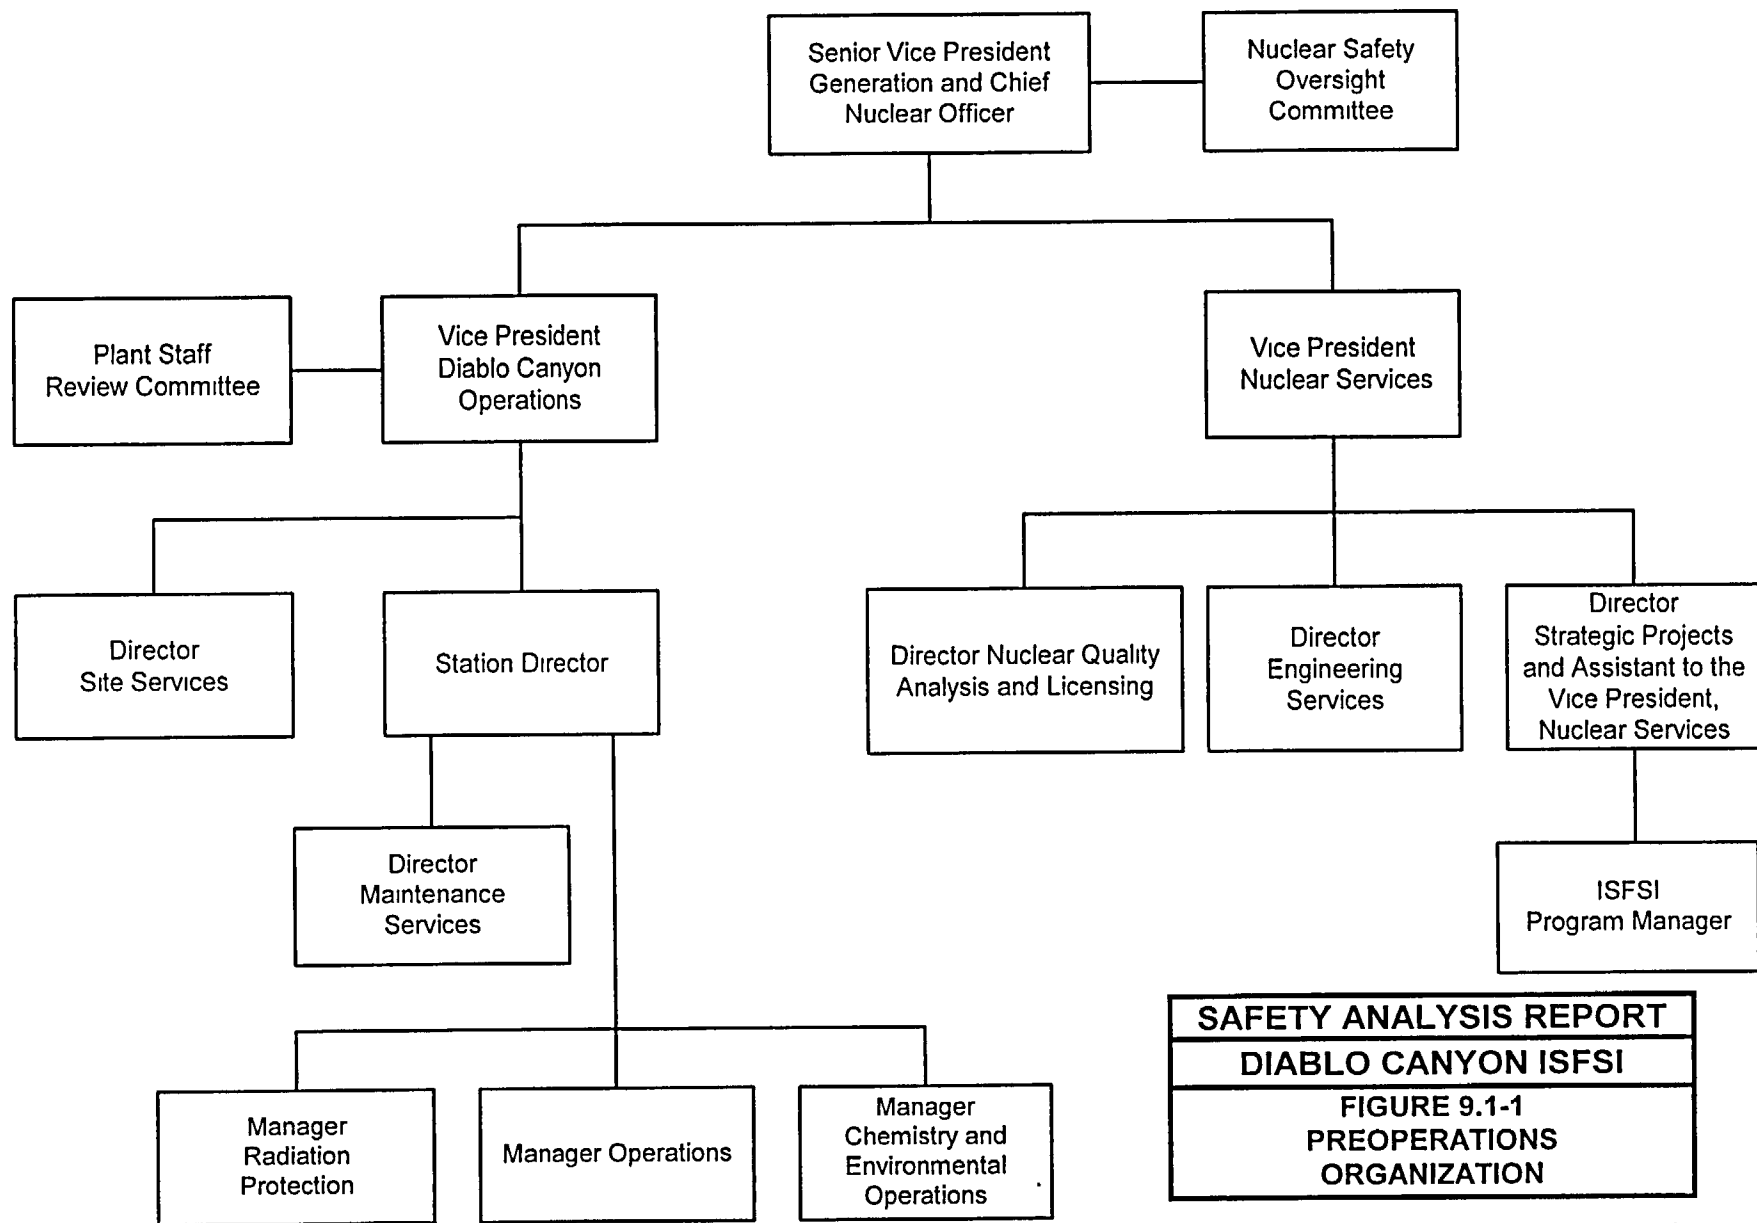 Senior Vice President
Generation and Chief
Nuclear Officer
Nuclear Safety
Oversight
Committee
Plant Staff
Review Committee
Vice President
Diablo Canyon
Operations
Vice President
Nuclear Services
Director
Site Services
Station Director
Director Nuclear Quality
Analysis and Licensing
Director
Engineering
Services
Director
Strategic Projects
and Assistant to the
Vice President,
Nuclear Services
Director
Maintenance
Services
ISFSI
Program Manager
Manager
Radiation
Protection
Manager Operations
Manager
Chemistry and
Environmental
Operations
SAFETY ANALYSIS REPORT
DIABLO CANYON ISFSI
FIGURE 9.1-1
PREOPERATIONS
ORGANIZATION